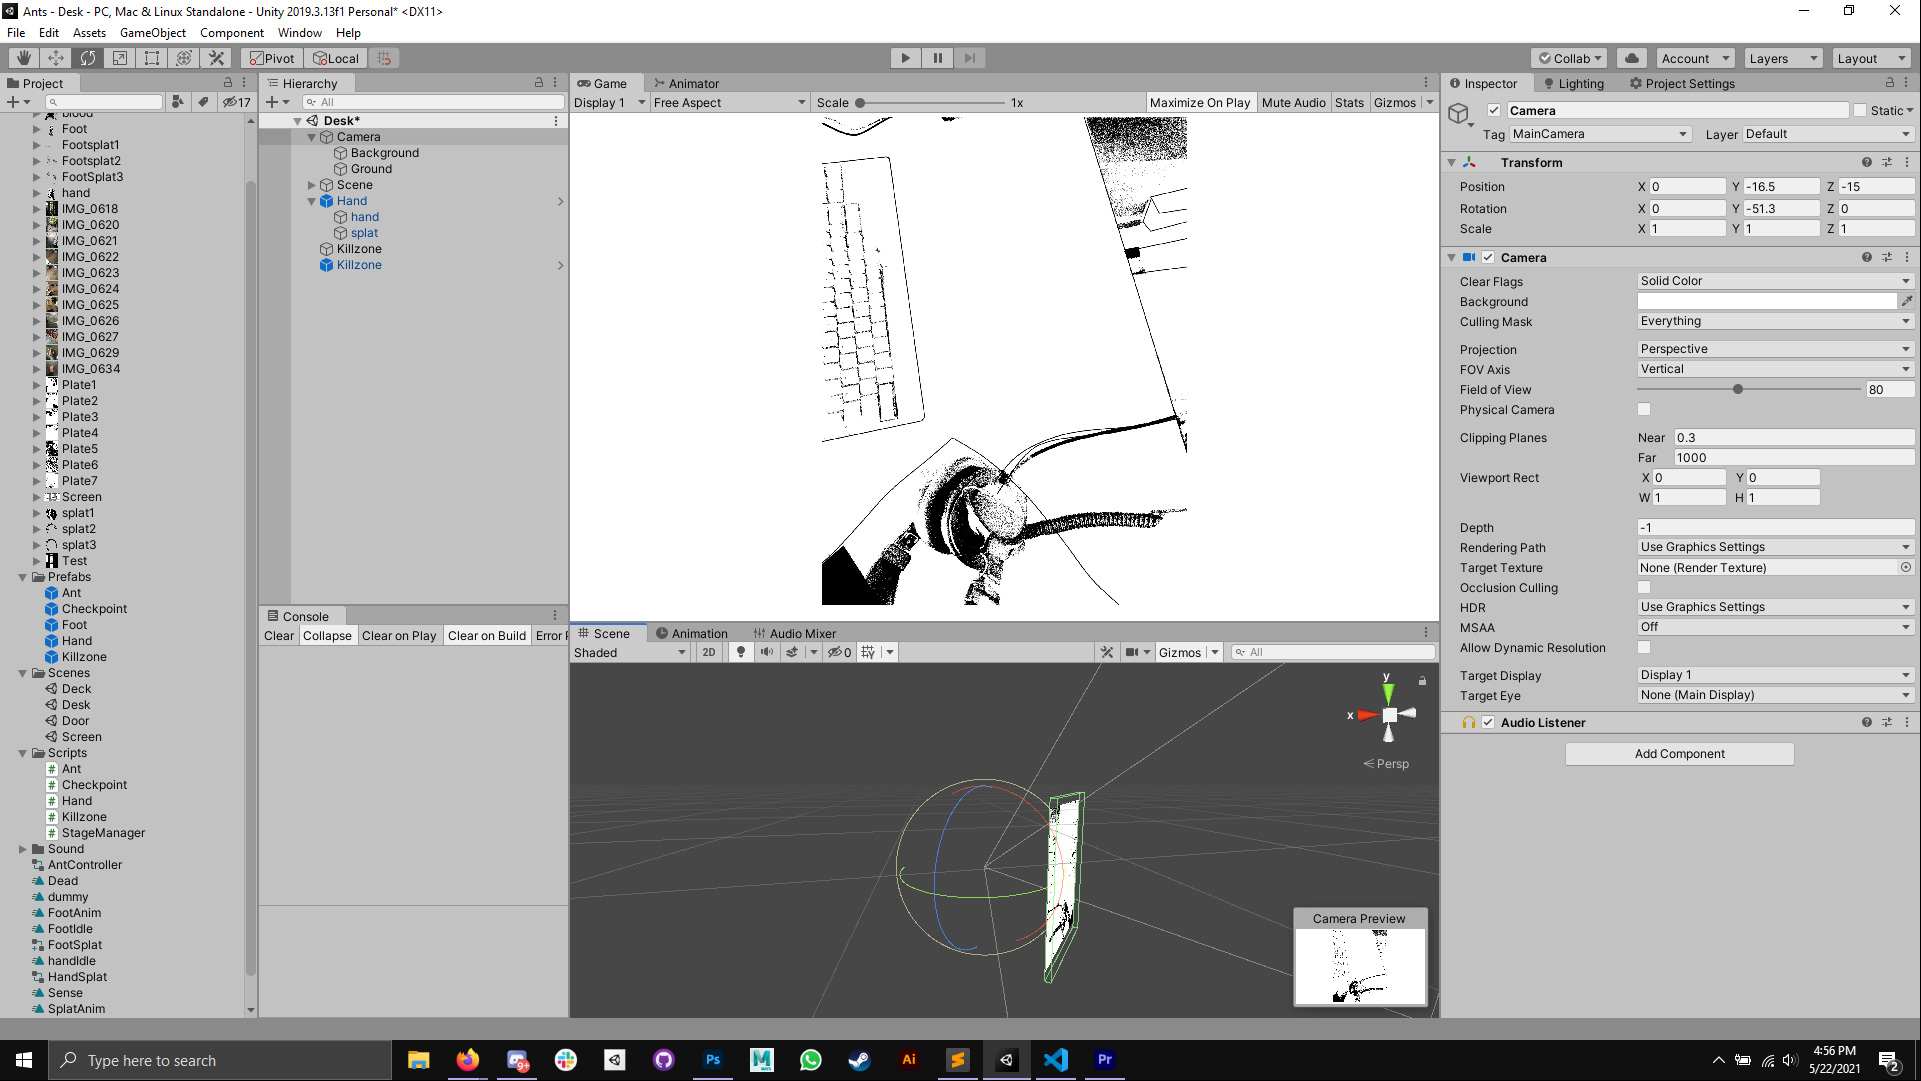 Ants - Desk - PC, Mac & Linux Standalone - Unity 2019.3.13f1 Personal* <DX11>
File Edit Assets GameObject Component Window Help
Pivot Local Collab Account Layers Layout
Project
17
Foot
Footsplat1
Footsplat2
FootSplat3
hand
IMG_0618
IMG_0620
IMG_0621
IMG_0622
IMG_0623
IMG_0624
IMG_0625
IMG_0626
IMG_0627
IMG_0629
IMG_0634
Plate1
Plate2
Plate3
Plate4
Plate5
Plate6
Plate7
Screen
splat1
splat2
splat3
Test
Prefabs
Ant
Checkpoint
Foot
Hand
Killzone
Scenes
Deck
Desk
Door
Screen
Scripts
Ant
Checkpoint
Hand
Killzone
StageManager
Sound
AntController
Dead
dummy
FootAnim
FootIdle
FootSplat
handIdle
HandSplat
Sense
SplatAnim
Hierarchy
All
Desk*
Camera
Background
Ground
Scene
Hand
hand
splat
Killzone
Killzone
Console
Clear Collapse Clear on Play Clear on Build Error
Game Animator
Display 1 Free Aspect Scale 1x Maximize On Play Mute Audio Stats Gizmos
Scene Animation Audio Mixer
Shaded 2D 0 Gizmos All
y
x
Persp
Camera Preview
Inspector Lighting Project Settings
Camera Static
Tag MainCamera Layer Default
Transform
Position X 0 Y -16.5 Z -15
Rotation X 0 Y -51.3 Z 0
Scale X 1 Y 1 Z 1
Camera
Clear Flags Solid Color
Background
Culling Mask Everything
Projection Perspective
FOV Axis Vertical
Field of View 80
Physical Camera
Clipping Planes Near 0.3
Far 1000
Viewport Rect X 0 Y 0
W 1 H 1
Depth -1
Rendering Path Use Graphics Settings
Target Texture None (Render Texture)
Occlusion Culling
HDR Use Graphics Settings
MSAA Off
Allow Dynamic Resolution
Target Display Display 1
Target Eye None (Main Display)
Audio Listener
Add Component
Type here to search
9+
Ps
Ai
Pr
4:56 PM
5/22/2021
2